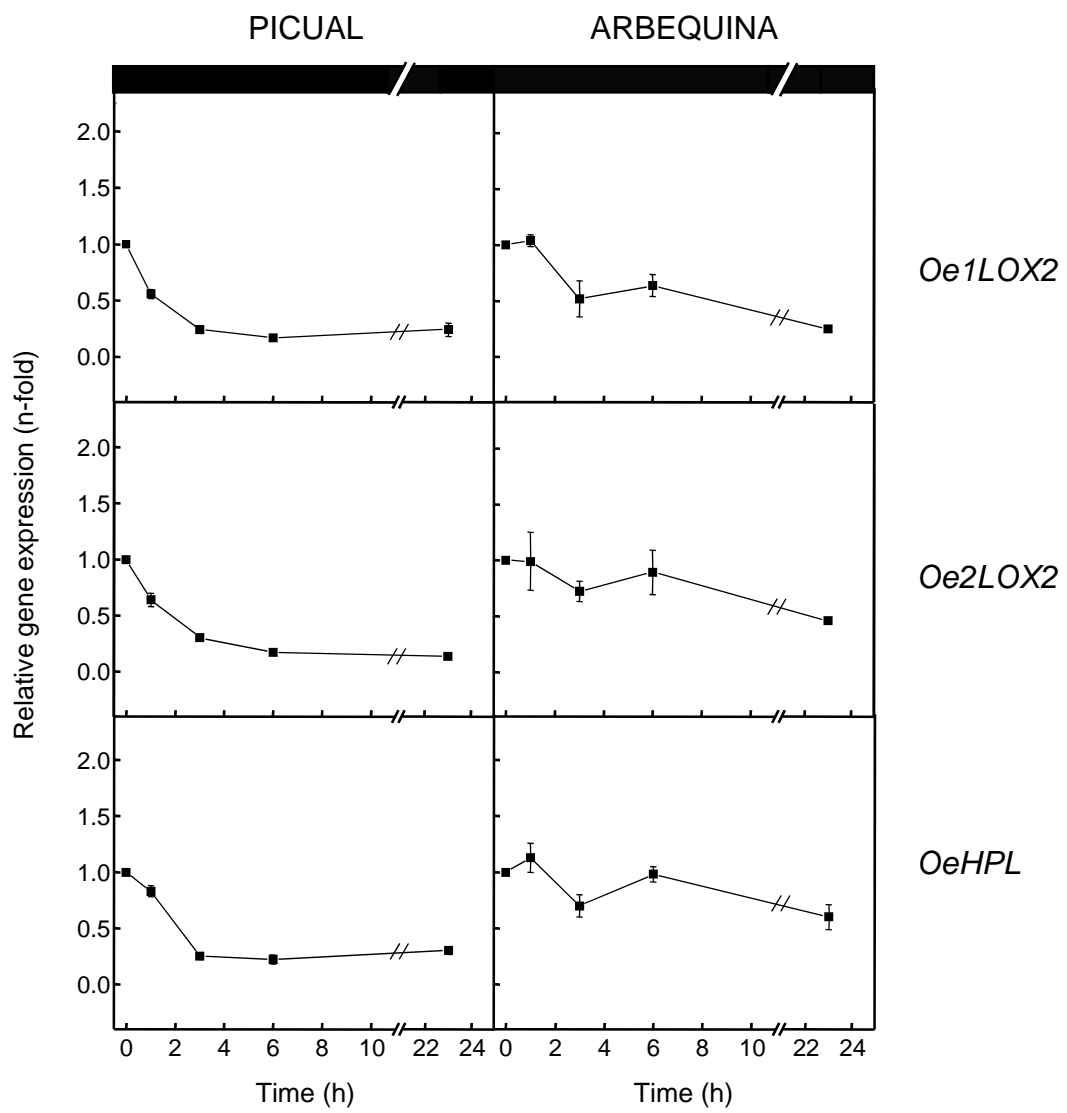 PICUAL ARBEQUINA
2.0
1.5
1.0
0.5
0.0
Oe1LOX2
2.0
1.5
1.0
0.5
0.0
Oe2LOX2
2.0
1.5
1.0
0.5
0.0
OeHPL
Relative gene expression (n-fold)
0 2 4 6 8 10 22 24 0 2 4 6 8 10 22 24
Time (h) Time (h)